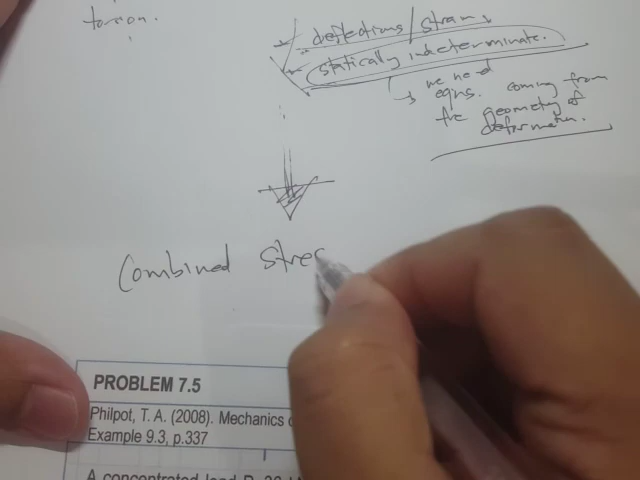 torsion.
deflections/strains
statically indeterminate.
we need
eqns. coming from
the geometry of
deformation.
Combined stres
PROBLEM 7.5
Philpot, T. A. (2008). Mechanics o
Example 9.3, p.337
A concentrated load P